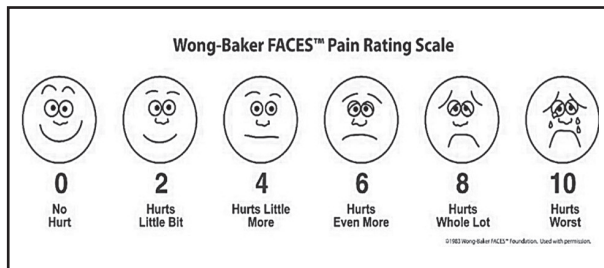 Wong-Baker FACES™ Pain Rating Scale
0 2 4 6 8 10
No Hurts Hurts Little Hurts Hurts Hurts
Hurt Little Bit More Even More Whole Lot Worst
©1983 Wong-Baker FACES™ Foundation. Used with permission.